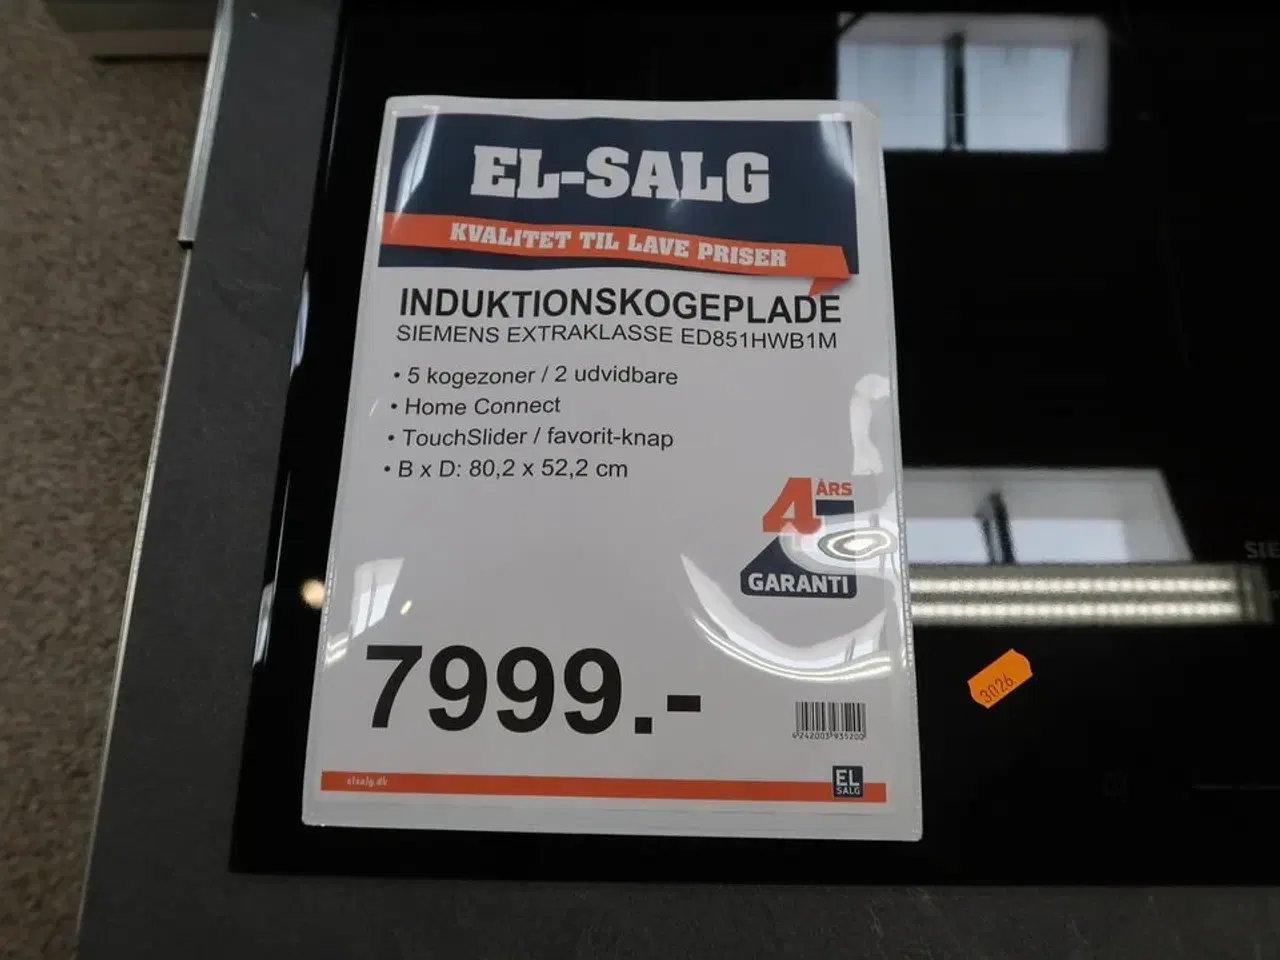 EL-SALG
KVALITET TIL LAVE PRISER
INDUKTIONSKOGEPLADE
SIEMENS EXTRAKLASSE ED851HWB1M
• 5 kogezoner / 2 udvidbare
• Home Connect
• TouchSlider / favorit-knap
• B x D: 80,2 x 52,2 cm
4 ÅRS
GARANTI
7999.-
4242003935200
elsalg.dk
EL
SALG
3026